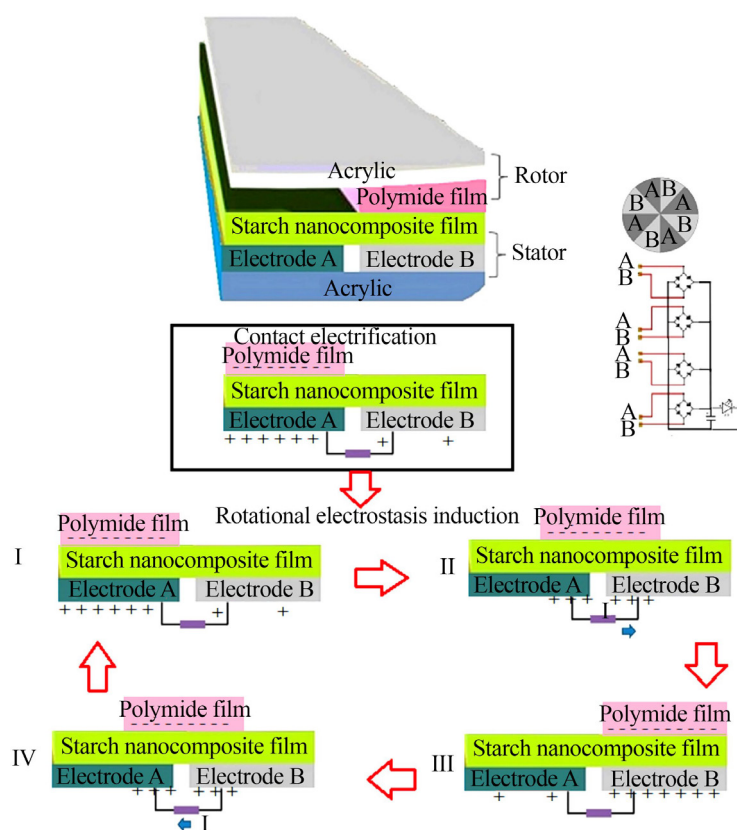 Acrylic
Polymide film
Rotor
Starch nanocomposite film
Electrode A
Electrode B
Stator
Acrylic
A B
B A
A B
B A
A
B
A
B
A
B
A
B
Contact electrification
Polymide film
- - - - - -
Starch nanocomposite film
Electrode A
Electrode B
+ + + + + +
+ +
Rotational electrostasis induction
I
Polymide film
- - - - - -
Starch nanocomposite film
Electrode A
Electrode B
+ + + + + +
+ +
II
Polymide film
- - - - - -
Starch nanocomposite film
Electrode A
Electrode B
+ + +
+ + +
I
IV
Polymide film
- - - - - -
Starch nanocomposite film
Electrode A
Electrode B
+ + +
+ + +
I
III
Polymide film
- - - - - -
Starch nanocomposite film
Electrode A
Electrode B
+ +
+ + + + + + +